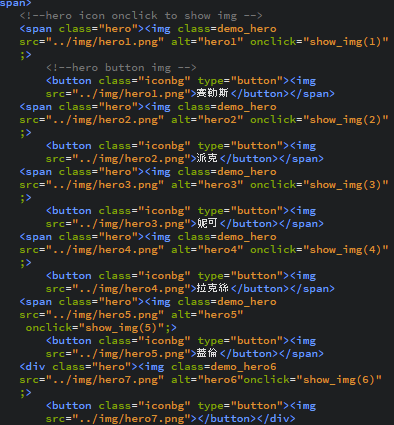 span>
<!--hero icon onclick to show img -->
<span class="hero"><img class=demo_hero
src="../img/hero1.png" alt="hero1" onclick="show_img(1)"
;>
<!--hero button img -->
<button class="iconbg" type="button"><img
src="../img/hero1.png">賽勒斯</button></span>
<span class="hero"><img class=demo_hero
src="../img/hero2.png" alt="hero2" onclick="show_img(2)"
;>
<button class="iconbg" type="button"><img
src="../img/hero2.png">派克</button></span>
<span class="hero"><img class=demo_hero
src="../img/hero3.png" alt="hero3" onclick="show_img(3)"
;>
<button class="iconbg" type="button"><img
src="../img/hero3.png">妮可</button></span>
<span class="hero"><img class=demo_hero
src="../img/hero4.png" alt="hero4" onclick="show_img(4)"
;>
<button class="iconbg" type="button"><img
src="../img/hero4.png">拉克絲</button></span>
<span class="hero"><img class=demo_hero
src="../img/hero5.png" alt="hero5"
onclick="show_img(5)";>
<button class="iconbg" type="button"><img
src="../img/hero5.png">蓋倫</button></span>
<div class="hero"><img class=demo_hero6
src="../img/hero7.png" alt="hero6"onclick="show_img(6)"
;>
<button class="iconbg" type="button"><img
src="../img/hero7.png"></button></div>